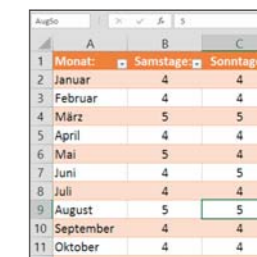 AugSo 5
A B C
1 Monat: Samstage: Sonntag
2 Januar 4 4
3 Februar 4 4
4 März 5 5
5 April 4 4
6 Mai 5 4
7 Juni 4 5
8 Juli 4 4
9 August 5 5
10 September 4 4
11 Oktober 4 4